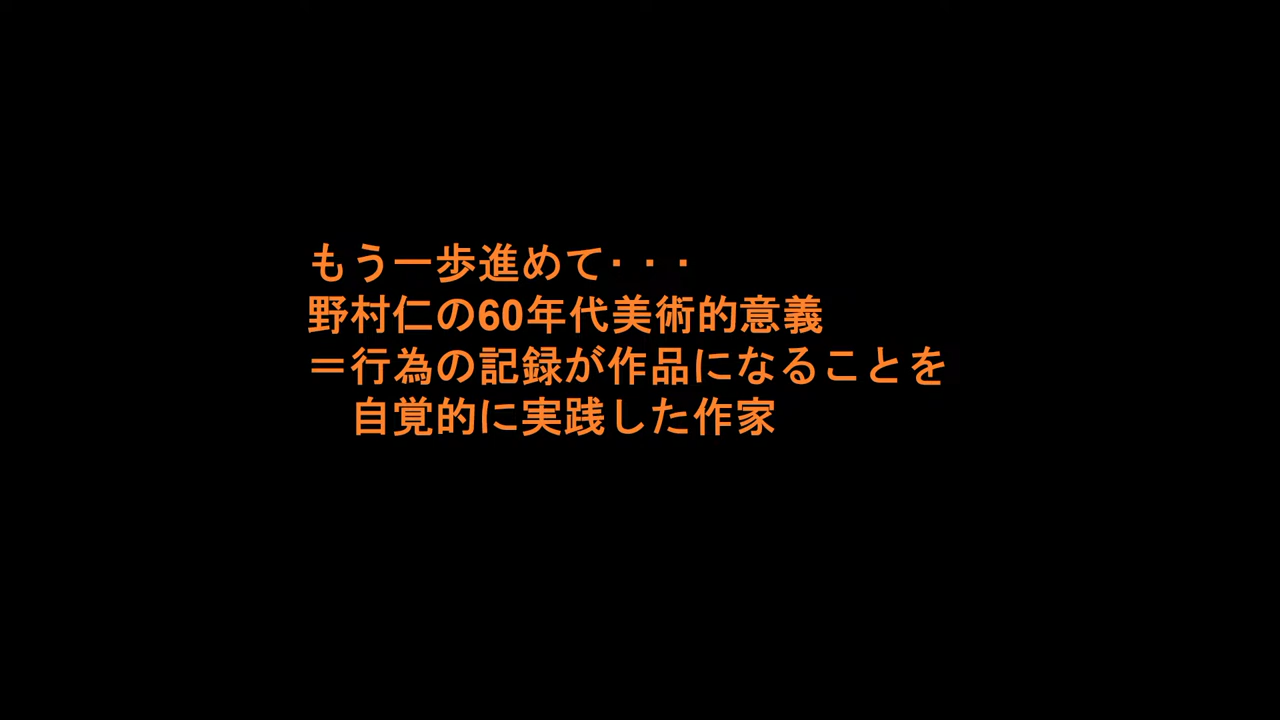 もう一歩進めて･･･
野村仁の60年代美術的意義
＝行為の記録が作品になることを
　自覚的に実践した作家